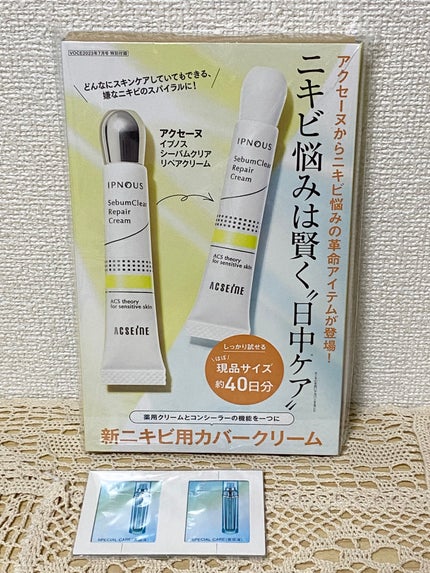 VOCE2023年7月号 特別付録
どんなにスキンケアしていてもできる、
嫌なニキビのスパイラルに！
アクセーヌ
イプノス
シーバムクリア
リペアクリーム
IPNOUS
SebumClear
Repair
Cream
ACS theory
for sensitive skin
ACSEINE
IPNOUS
SebumClear
Repair
Cream
ACS theory
for sensitive skin
ACSEINE
アクセーヌからニキビ悩みの革命アイテムが登場！
ニキビ悩みは賢く〝日中ケア〟
しっかり試せる
ほぼ
現品サイズ
約40日分
薬用クリームとコンシーラーの機能を一つに
新ニキビ用カバークリーム
SPECIAL CARE
SPECIAL CARE